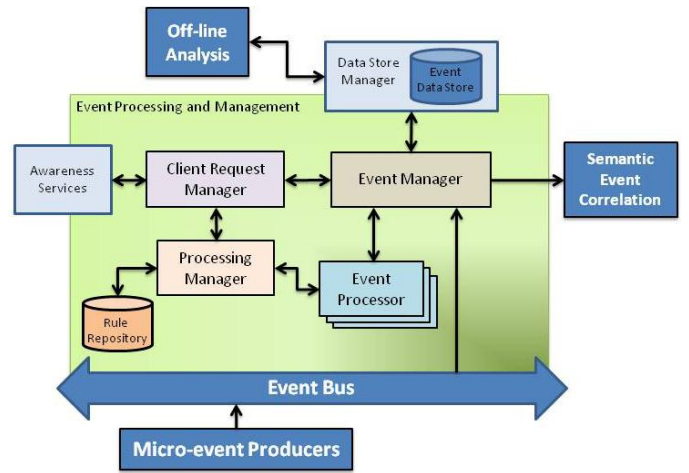 Off-line
Analysis
Data Store
Manager
Event
Data Store
Event Processing and Management
Awareness
Services
Client Request
Manager
Event Manager
Semantic
Event
Correlation
Processing
Manager
Event
Processor
Rule
Repository
Event Bus
Micro-event Producers